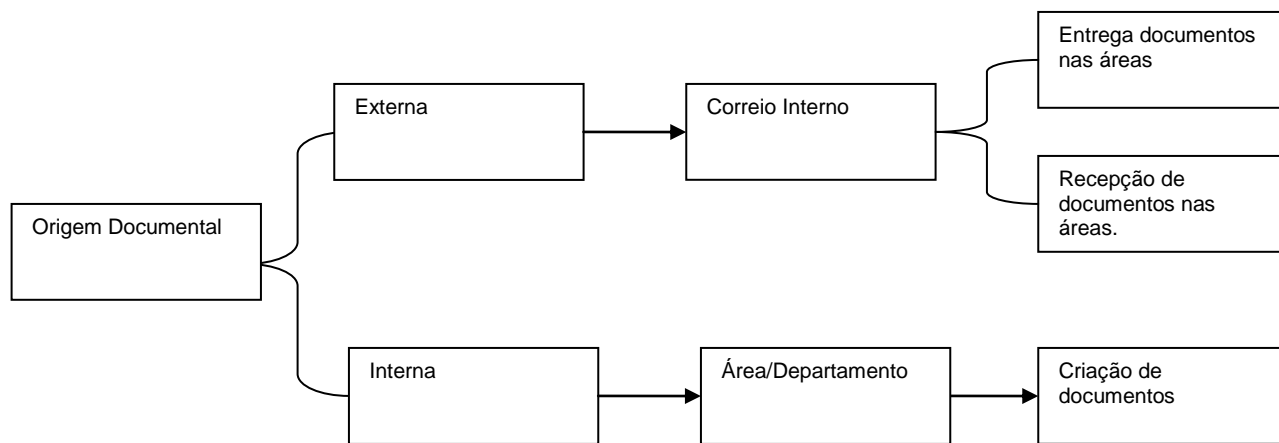 Entrega documentos
nas áreas
Externa
Correio Interno
Recepção de
documentos nas
áreas.
Origem Documental
Interna
Área/Departamento
Criação de
documentos